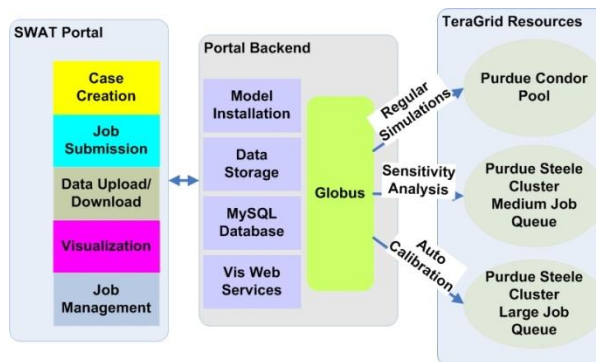 SWAT Portal
Case
Creation
Job
Submission
Data Upload/
Download
Visualization
Job
Management
Portal Backend
Model
Installation
Data
Storage
MySQL
Database
Vis Web
Services
Globus
Regular
Simulations
Sensitivity
Analysis
Auto
Calibration
TeraGrid Resources
Purdue Condor
Pool
Purdue Steele
Cluster
Medium Job
Queue
Purdue Steele
Cluster
Large Job
Queue